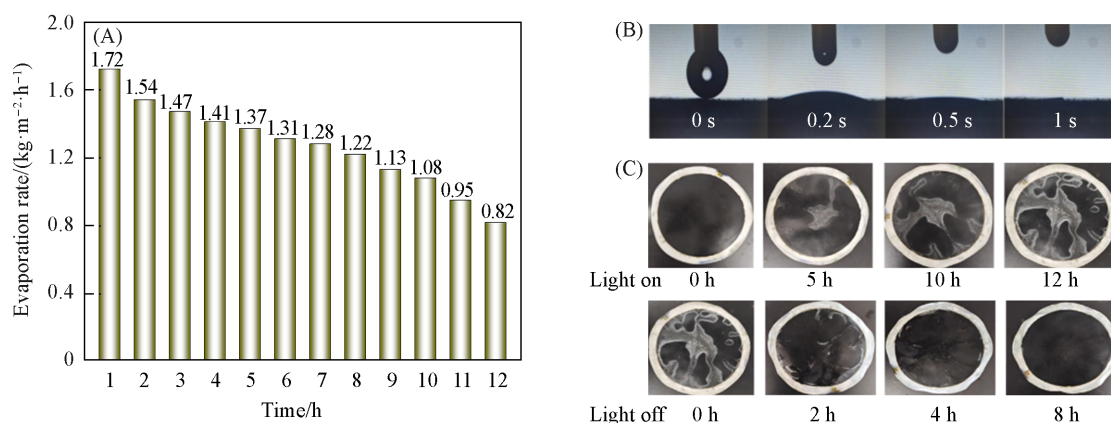 (A)
Evaporation rate/(kg·m⁻²·h⁻¹)
2.0
1.6
1.2
0.8
0.4
0
1.72
1.54
1.47
1.41
1.37
1.31
1.28
1.22
1.13
1.08
0.95
0.82
1 2 3 4 5 6 7 8 9 10 11 12
Time/h
(B)
0 s 0.2 s 0.5 s 1 s
(C)
Light on 0 h 5 h 10 h 12 h
Light off 0 h 2 h 4 h 8 h